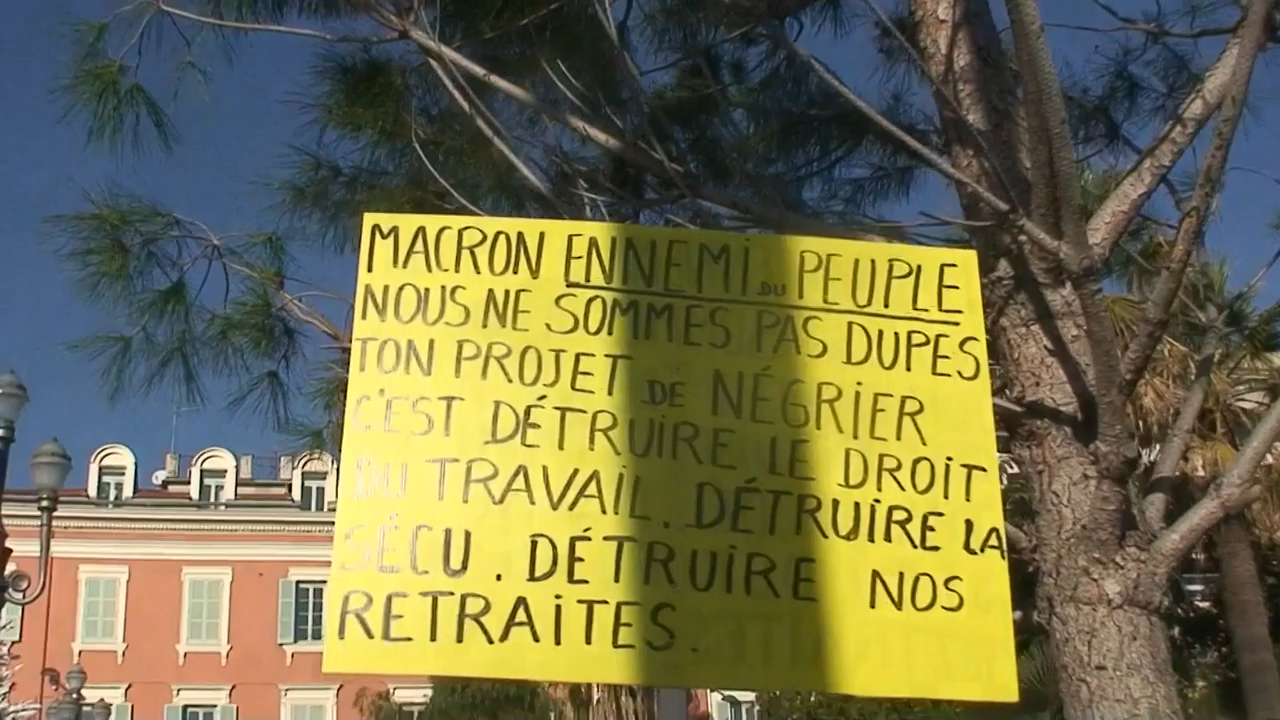 MACRON ENNEMi DU PEUPLE
NOUS NE SOMMES PAS DUPES
TON PROJET DE NÉGRIER
C'EST DÉTRUIRE LE DROIT
DU TRAVAIL. DÉTRUIRE LA
SÉCU. DÉTRUIRE NOS
RETRAiTES.